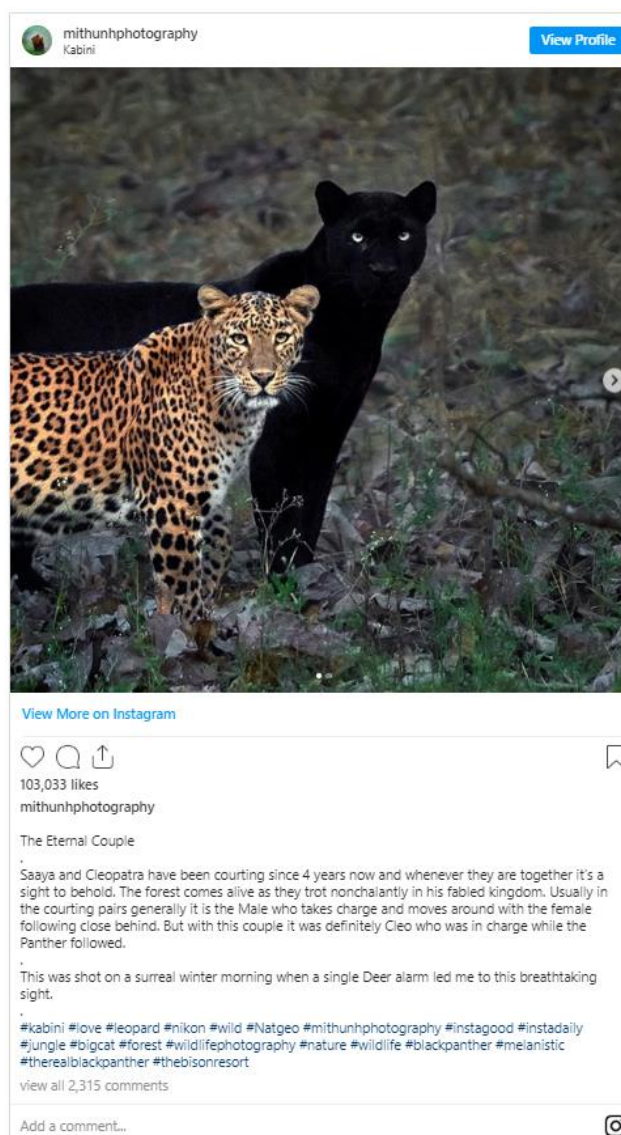 mithunhphotography
Kabini
View Profile
View More on Instagram
103,033 likes
mithunhphotography
The Eternal Couple
.
Saaya and Cleopatra have been courting since 4 years now and whenever they are together it's a
sight to behold. The forest comes alive as they trot nonchalantly in his fabled kingdom. Usually in
the courting pairs generally it is the Male who takes charge and moves around with the female
following close behind. But with this couple it was definitely Cleo who was in charge while the
Panther followed.
.
This was shot on a surreal winter morning when a single Deer alarm led me to this breathtaking
sight.
.
#kabini #love #leopard #nikon #wild #Natgeo #mithunhphotography #instagood #instadaily
#jungle #bigcat #forest #wildlifephotography #nature #wildlife #blackpanther #melanistic
#therealblackpanther #thebisonresort
view all 2,315 comments
Add a comment...